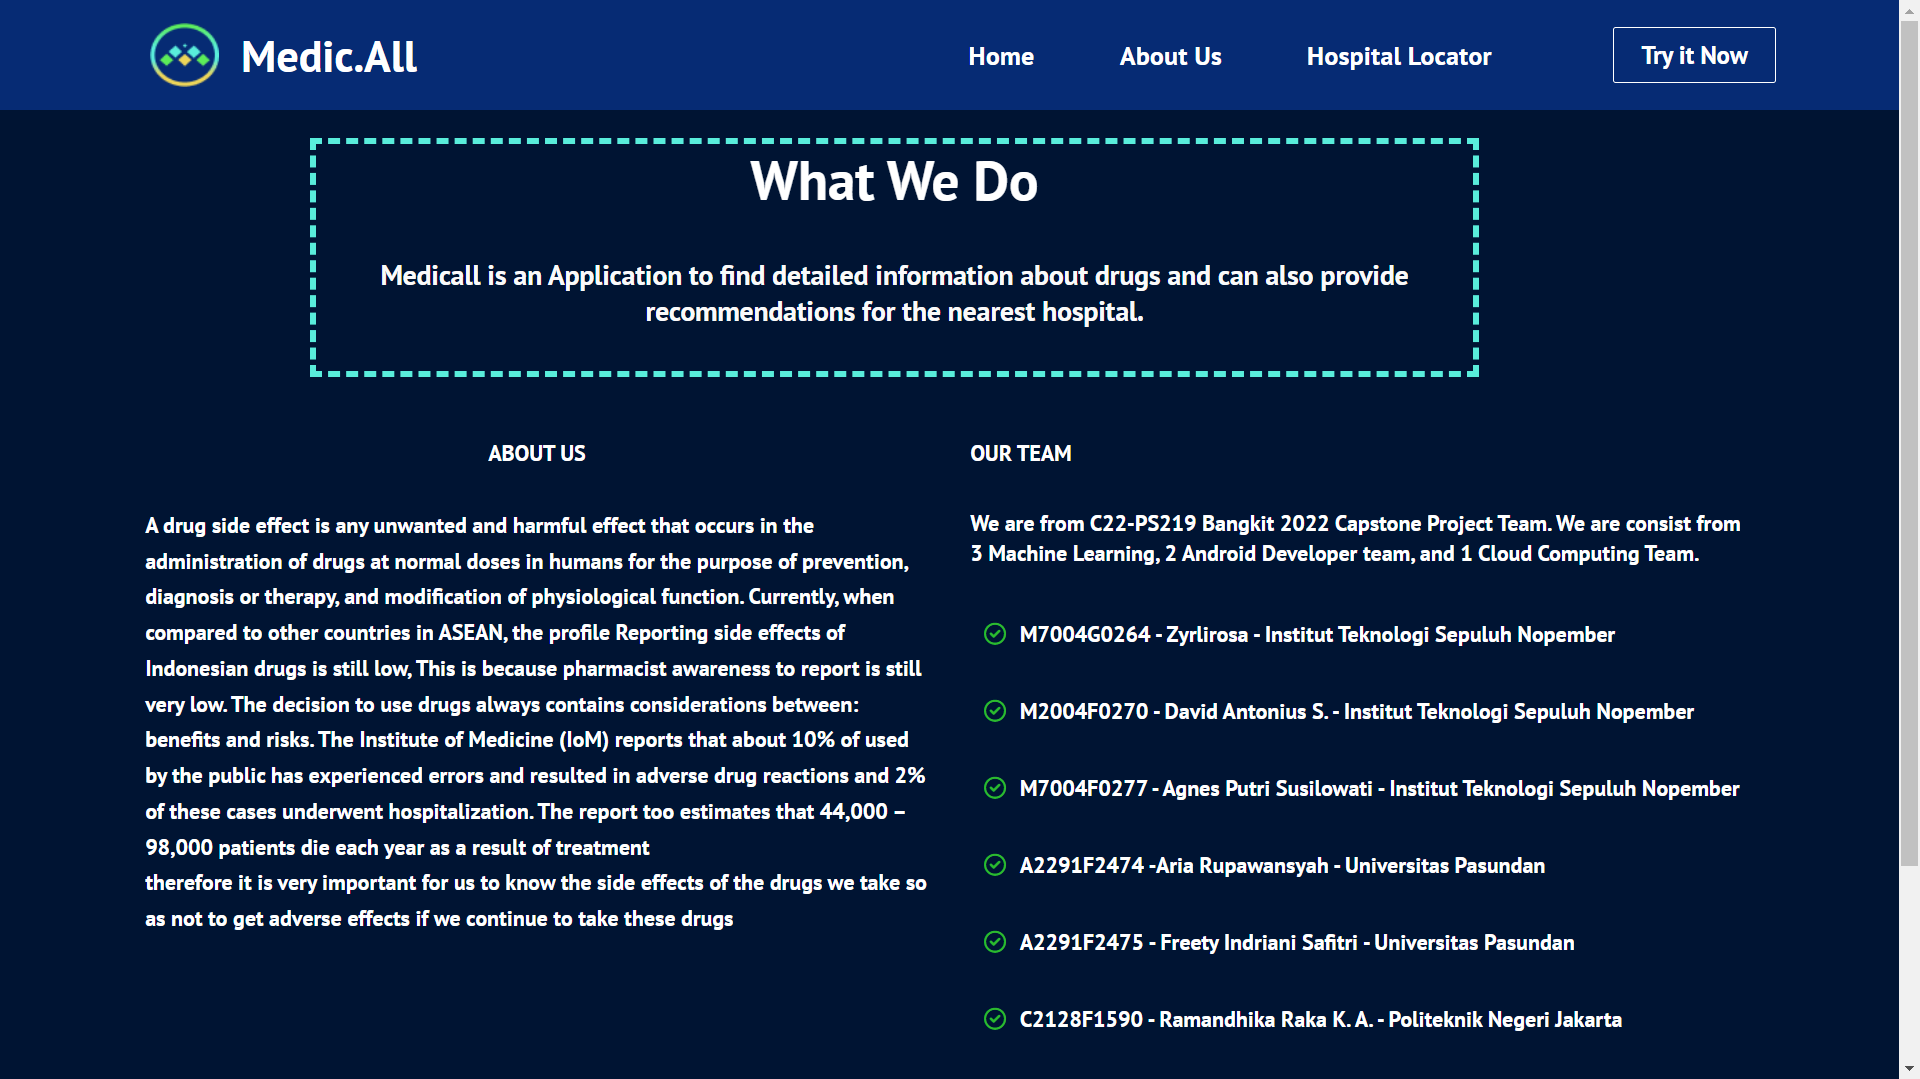 Medic.All
Home
About Us
Hospital Locator
Try it Now
What We Do
Medicall is an Application to find detailed information about drugs and can also provide
recommendations for the nearest hospital.
ABOUT US
A drug side effect is any unwanted and harmful effect that occurs in the
administration of drugs at normal doses in humans for the purpose of prevention,
diagnosis or therapy, and modification of physiological function. Currently, when
compared to other countries in ASEAN, the profile Reporting side effects of
Indonesian drugs is still low, This is because pharmacist awareness to report is still
very low. The decision to use drugs always contains considerations between:
benefits and risks. The Institute of Medicine (IoM) reports that about 10% of used
by the public has experienced errors and resulted in adverse drug reactions and 2%
of these cases underwent hospitalization. The report too estimates that 44,000 –
98,000 patients die each year as a result of treatment
therefore it is very important for us to know the side effects of the drugs we take so
as not to get adverse effects if we continue to take these drugs
OUR TEAM
We are from C22-PS219 Bangkit 2022 Capstone Project Team. We are consist from
3 Machine Learning, 2 Android Developer team, and 1 Cloud Computing Team.
M7004G0264 - Zyrlirosa - Institut Teknologi Sepuluh Nopember
M2004F0270 - David Antonius S. - Institut Teknologi Sepuluh Nopember
M7004F0277 - Agnes Putri Susilowati - Institut Teknologi Sepuluh Nopember
A2291F2474 -Aria Rupawansyah - Universitas Pasundan
A2291F2475 - Freety Indriani Safitri - Universitas Pasundan
C2128F1590 - Ramandhika Raka K. A. - Politeknik Negeri Jakarta